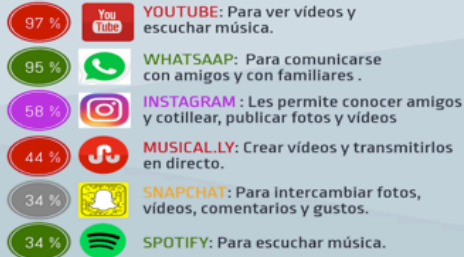 97 %
You
Tube
YOUTUBE: Para ver vídeos y
escuchar música.
95 %
WHATSAAP: Para comunicarse
con amigos y con familiares .
58 %
INSTAGRAM : Les permite conocer amigos
y cotillear, publicar fotos y vídeos
44 %
MUSICAL.LY: Crear vídeos y transmitirlos
en directo.
34 %
SNAPCHAT: Para intercambiar fotos,
vídeos, comentarios y gustos.
34 %
SPOTIFY: Para escuchar música.